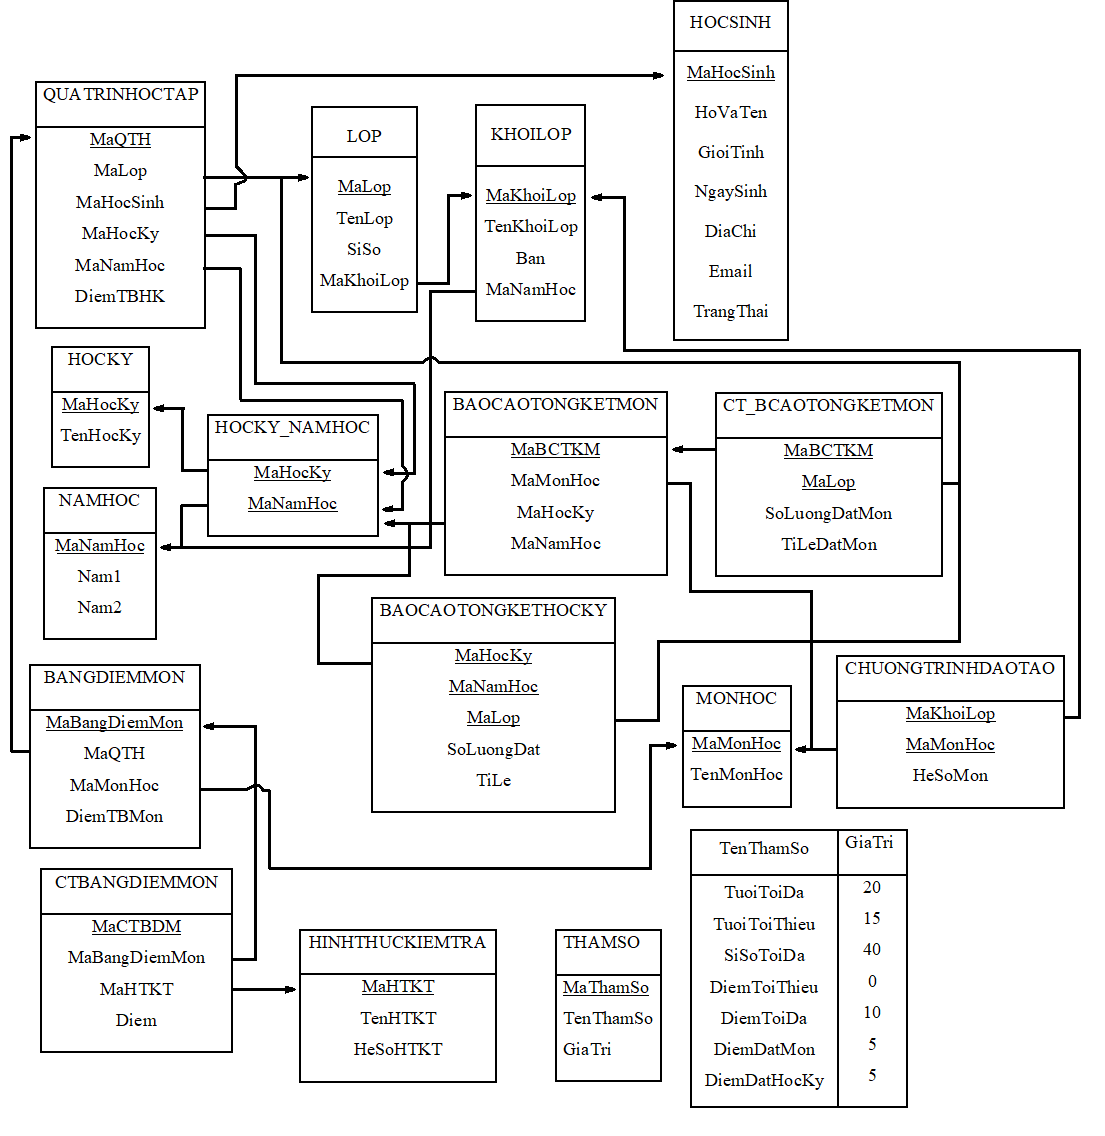 HOCSINH
MaHocSinh
HoVaTen
GioiTinh
NgaySinh
DiaChi
Email
TrangThai
QUATRINHOCTAP
MaQTH
MaLop
MaHocSinh
MaHocKy
MaNamHoc
DiemTBHK
LOP
MaLop
TenLop
SiSo
MaKhoiLop
KHOILOP
MaKhoiLop
TenKhoiLop
Ban
MaNamHoc
HOCKY
MaHocKy
TenHocKy
HOCKY_NAMHOC
MaHocKy
MaNamHoc
BAOCAOTONGKETMON
MaBCTKM
MaMonHoc
MaHocKy
MaNamHoc
CT_BCAOTONGKETMON
MaBCTKM
MaLop
SoLuongDatMon
TiLeDatMon
NAMHOC
MaNamHoc
Nam1
Nam2
BAOCAOTONGKETHOCKY
MaHocKy
MaNamHoc
MaLop
SoLuongDat
TiLe
BANGDIEMMON
MaBangDiemMon
MaQTH
MaMonHoc
DiemTBMon
MONHOC
MaMonHoc
TenMonHoc
CHUONGTRINHDAOTAO
MaKhoiLop
MaMonHoc
HeSoMon
CTBANGDIEMMON
MaCTBDM
MaBangDiemMon
MaHTKT
Diem
HINHTHUCKIEMTRA
MaHTKT
TenHTKT
HeSoHTKT
THAMSO
MaThamSo
TenThamSo
GiaTri
TenThamSo GiaTri
TuoiToiDa 20
TuoiToiThieu 15
SiSoToiDa 40
DiemToiThieu 0
DiemToiDa 10
DiemDatMon 5
DiemDatHocKy 5